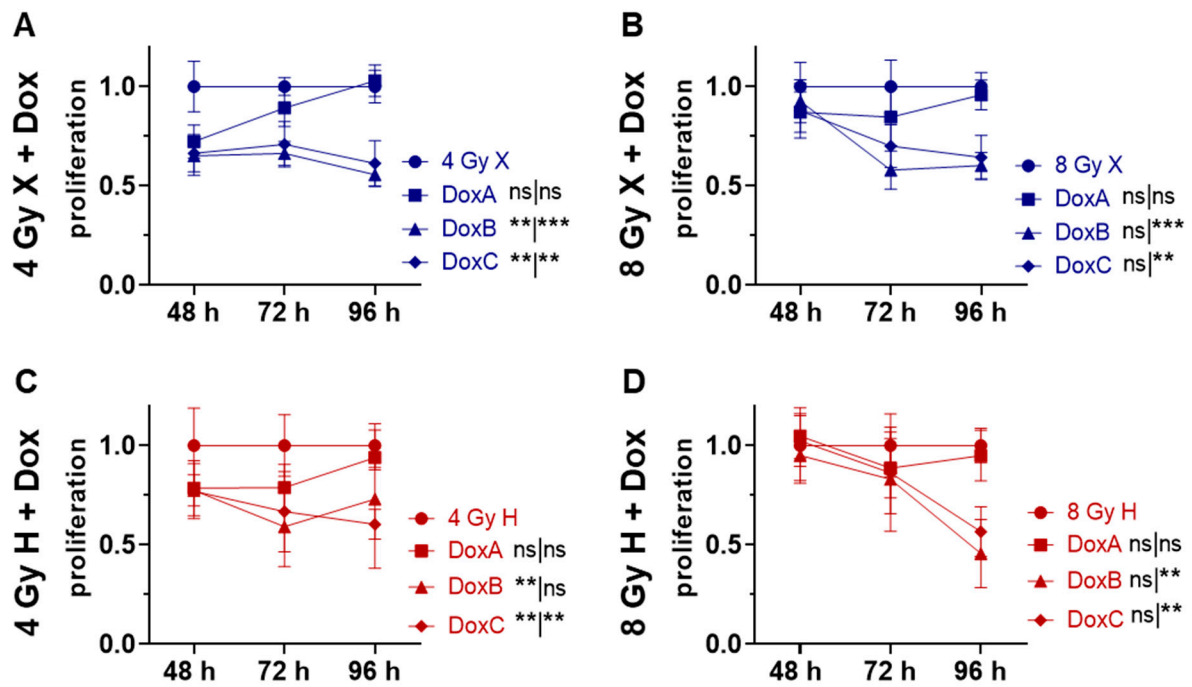 A
4 Gy X + Dox
proliferation
1.0
0.5
0.0
48 h 72 h 96 h
4 Gy X
DoxA ns|ns
DoxB **|***
DoxC **|**
B
8 Gy X + Dox
proliferation
1.0
0.5
0.0
48 h 72 h 96 h
8 Gy X
DoxA ns|ns
DoxB ns|***
DoxC ns|**
C
4 Gy H + Dox
proliferation
1.0
0.5
0.0
48 h 72 h 96 h
4 Gy H
DoxA ns|ns
DoxB **|ns
DoxC **|**
D
8 Gy H + Dox
proliferation
1.0
0.5
0.0
48 h 72 h 96 h
8 Gy H
DoxA ns|ns
DoxB ns|**
DoxC ns|**